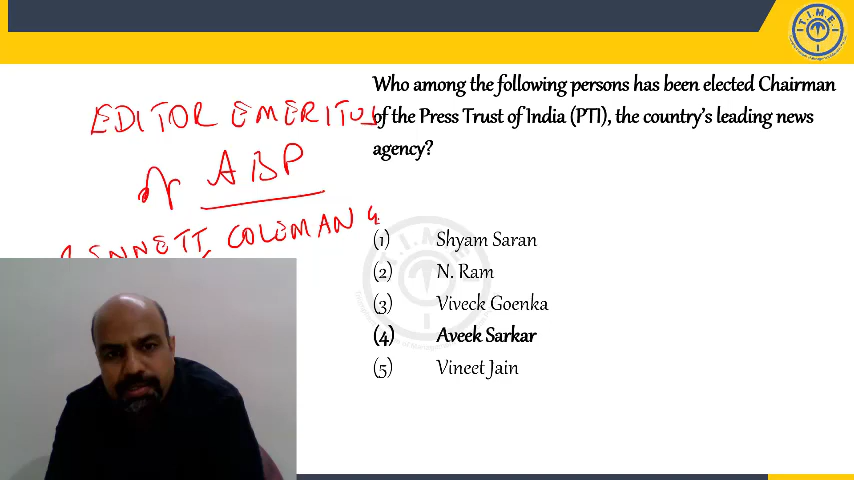 T.I.M.E.
Who among the following persons has been elected Chairman
of the Press Trust of India (PTI), the country's leading news
agency?
EDITOR EMERITUS
of ABP
BENNETT COLEMAN &
(1) Shyam Saran
(2) N. Ram
(3) Viveck Goenka
(4) Aveek Sarkar
(5) Vineet Jain